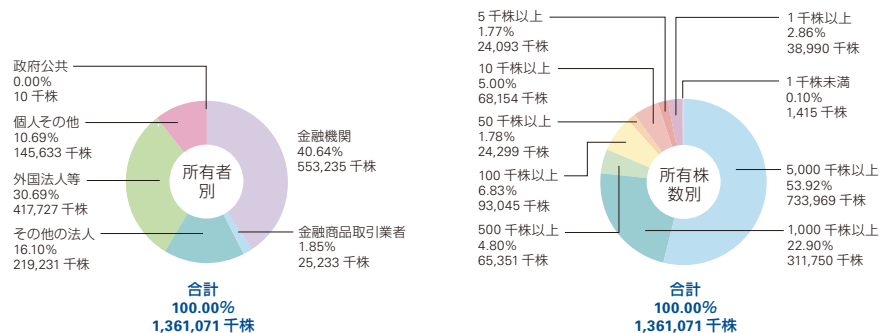 政府公共
0.00%
10 千株
個人その他
10.69%
145,633 千株
外国法人等
30.69%
417,727 千株
その他の法人
16.10%
219,231 千株
所有者
別
金融機関
40.64%
553,235 千株
金融商品取引業者
1.85%
25,233 千株
合計
100.00%
1,361,071 千株
5 千株以上
1.77%
24,093 千株
10 千株以上
5.00%
68,154 千株
50 千株以上
1.78%
24,299 千株
100 千株以上
6.83%
93,045 千株
500 千株以上
4.80%
65,351 千株
所有株
数別
1 千株以上
2.86%
38,990 千株
1 千株未満
0.10%
1,415 千株
5,000 千株以上
53.92%
733,969 千株
1,000 千株以上
22.90%
311,750 千株
合計
100.00%
1,361,071 千株